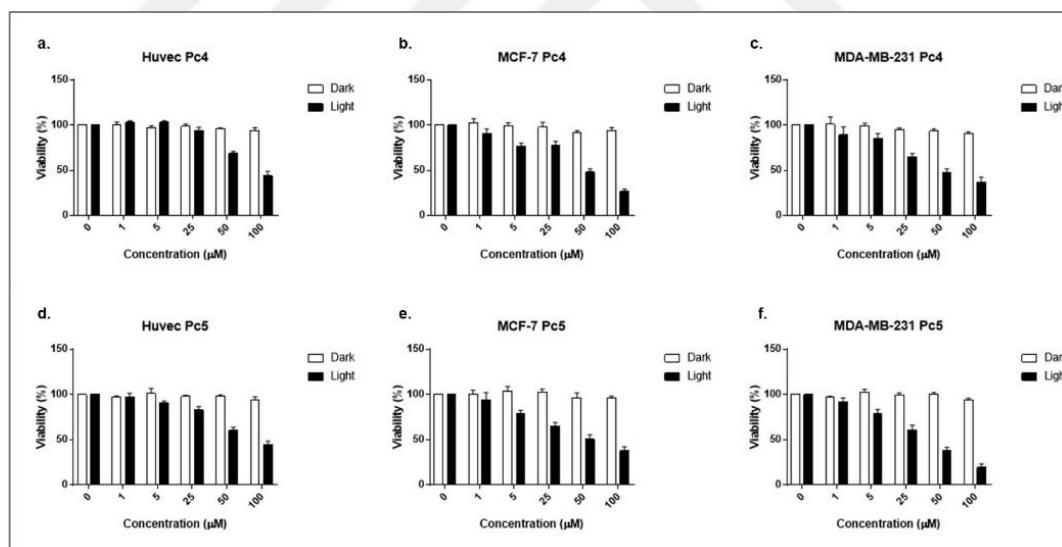 a.
Huvec Pc4
Dark
Light
150
100
50
0
Viability (%)
0 1 5 25 50 100
Concentration (µM)
b.
MCF-7 Pc4
Dark
Light
150
100
50
0
Viability (%)
0 1 5 25 50 100
Concentration (µM)
c.
MDA-MB-231 Pc4
Dark
Light
150
100
50
0
Viability (%)
0 1 5 25 50 100
Concentration (µM)
d.
Huvec Pc5
Dark
Light
150
100
50
0
Viability (%)
0 1 5 25 50 100
Concentration (µM)
e.
MCF-7 Pc5
Dark
Light
150
100
50
0
Viability (%)
0 1 5 25 50 100
Concentration (µM)
f.
MDA-MB-231 Pc5
Dark
Light
150
100
50
0
Viability (%)
0 1 5 25 50 100
Concentration (µM)